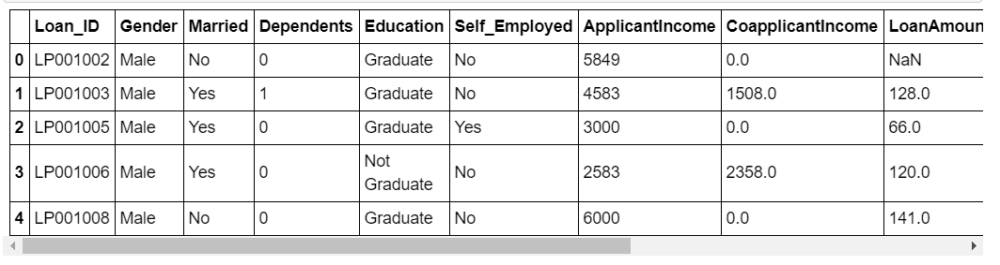 Loan_ID Gender Married Dependents Education Self_Employed ApplicantIncome CoapplicantIncome LoanAmoun
0 LP001002 Male No 0 Graduate No 5849 0.0 NaN
1 LP001003 Male Yes 1 Graduate No 4583 1508.0 128.0
2 LP001005 Male Yes 0 Graduate Yes 3000 0.0 66.0
3 LP001006 Male Yes 0 Not Graduate No 2583 2358.0 120.0
4 LP001008 Male No 0 Graduate No 6000 0.0 141.0